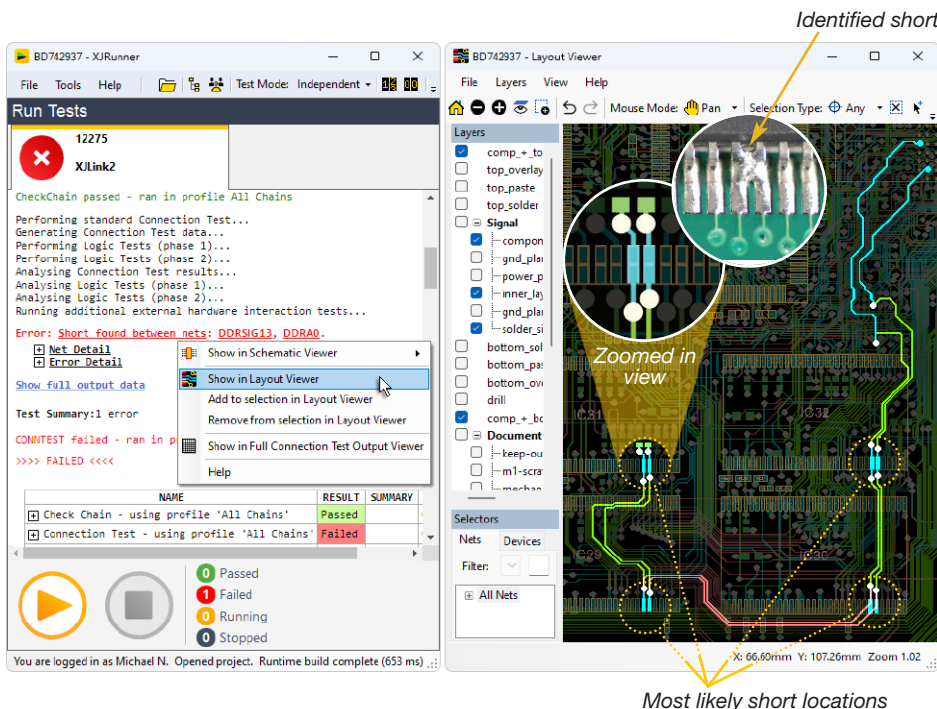 Identified short
BD742937 - XJRunner
File Tools Help Test Mode: Independent
Run Tests
12275
XJLink2
CheckChain passed - ran in profile All Chains
Performing standard Connection Test...
Generating Connection Test data...
Performing Logic Tests (phase 1)...
Performing Logic Tests (phase 2)...
Analysing Connection Test results...
Analysing Logic Tests (phase 1)...
Analysing Logic Tests (phase 2)...
Running additional external hardware interaction tests...
Error: Short found between nets: DDRSIG13, DDRA0.
Net Detail
Error Detail
Show full output data
Test Summary:1 error
CONNTEST failed - ran in p
>>>> FAILED <<<<
Show in Schematic Viewer
Show in Layout Viewer
Add to selection in Layout Viewer
Remove from selection in Layout Viewer
Show in Full Connection Test Output Viewer
Help
NAME RESULT SUMMARY
Check Chain - using profile 'All Chains' Passed
Connection Test - using profile 'All Chains' Failed
0 Passed
1 Failed
0 Running
0 Stopped
You are logged in as Michael N. Opened project. Runtime build complete (653 ms)
BD742937 - Layout Viewer
File Layers View Help
Mouse Mode: Pan Selection Type: Any
Layers
comp_+_to
top_overlay
top_paste
top_solder
Signal
compon
gnd_pla
power_p
inner_lay
gnd_pla
solder_si
bottom_sol
bottom_pas
bottom_ove
drill
comp_+_bo
Document
keep-ou
m1-scra
mechan
Selectors
Nets Devices
Filter:
All Nets
Zoomed in
view
IC31
IC32
IC29
IC30
X: 66.60mm Y: 107.26mm Zoom 1.02
Most likely short locations